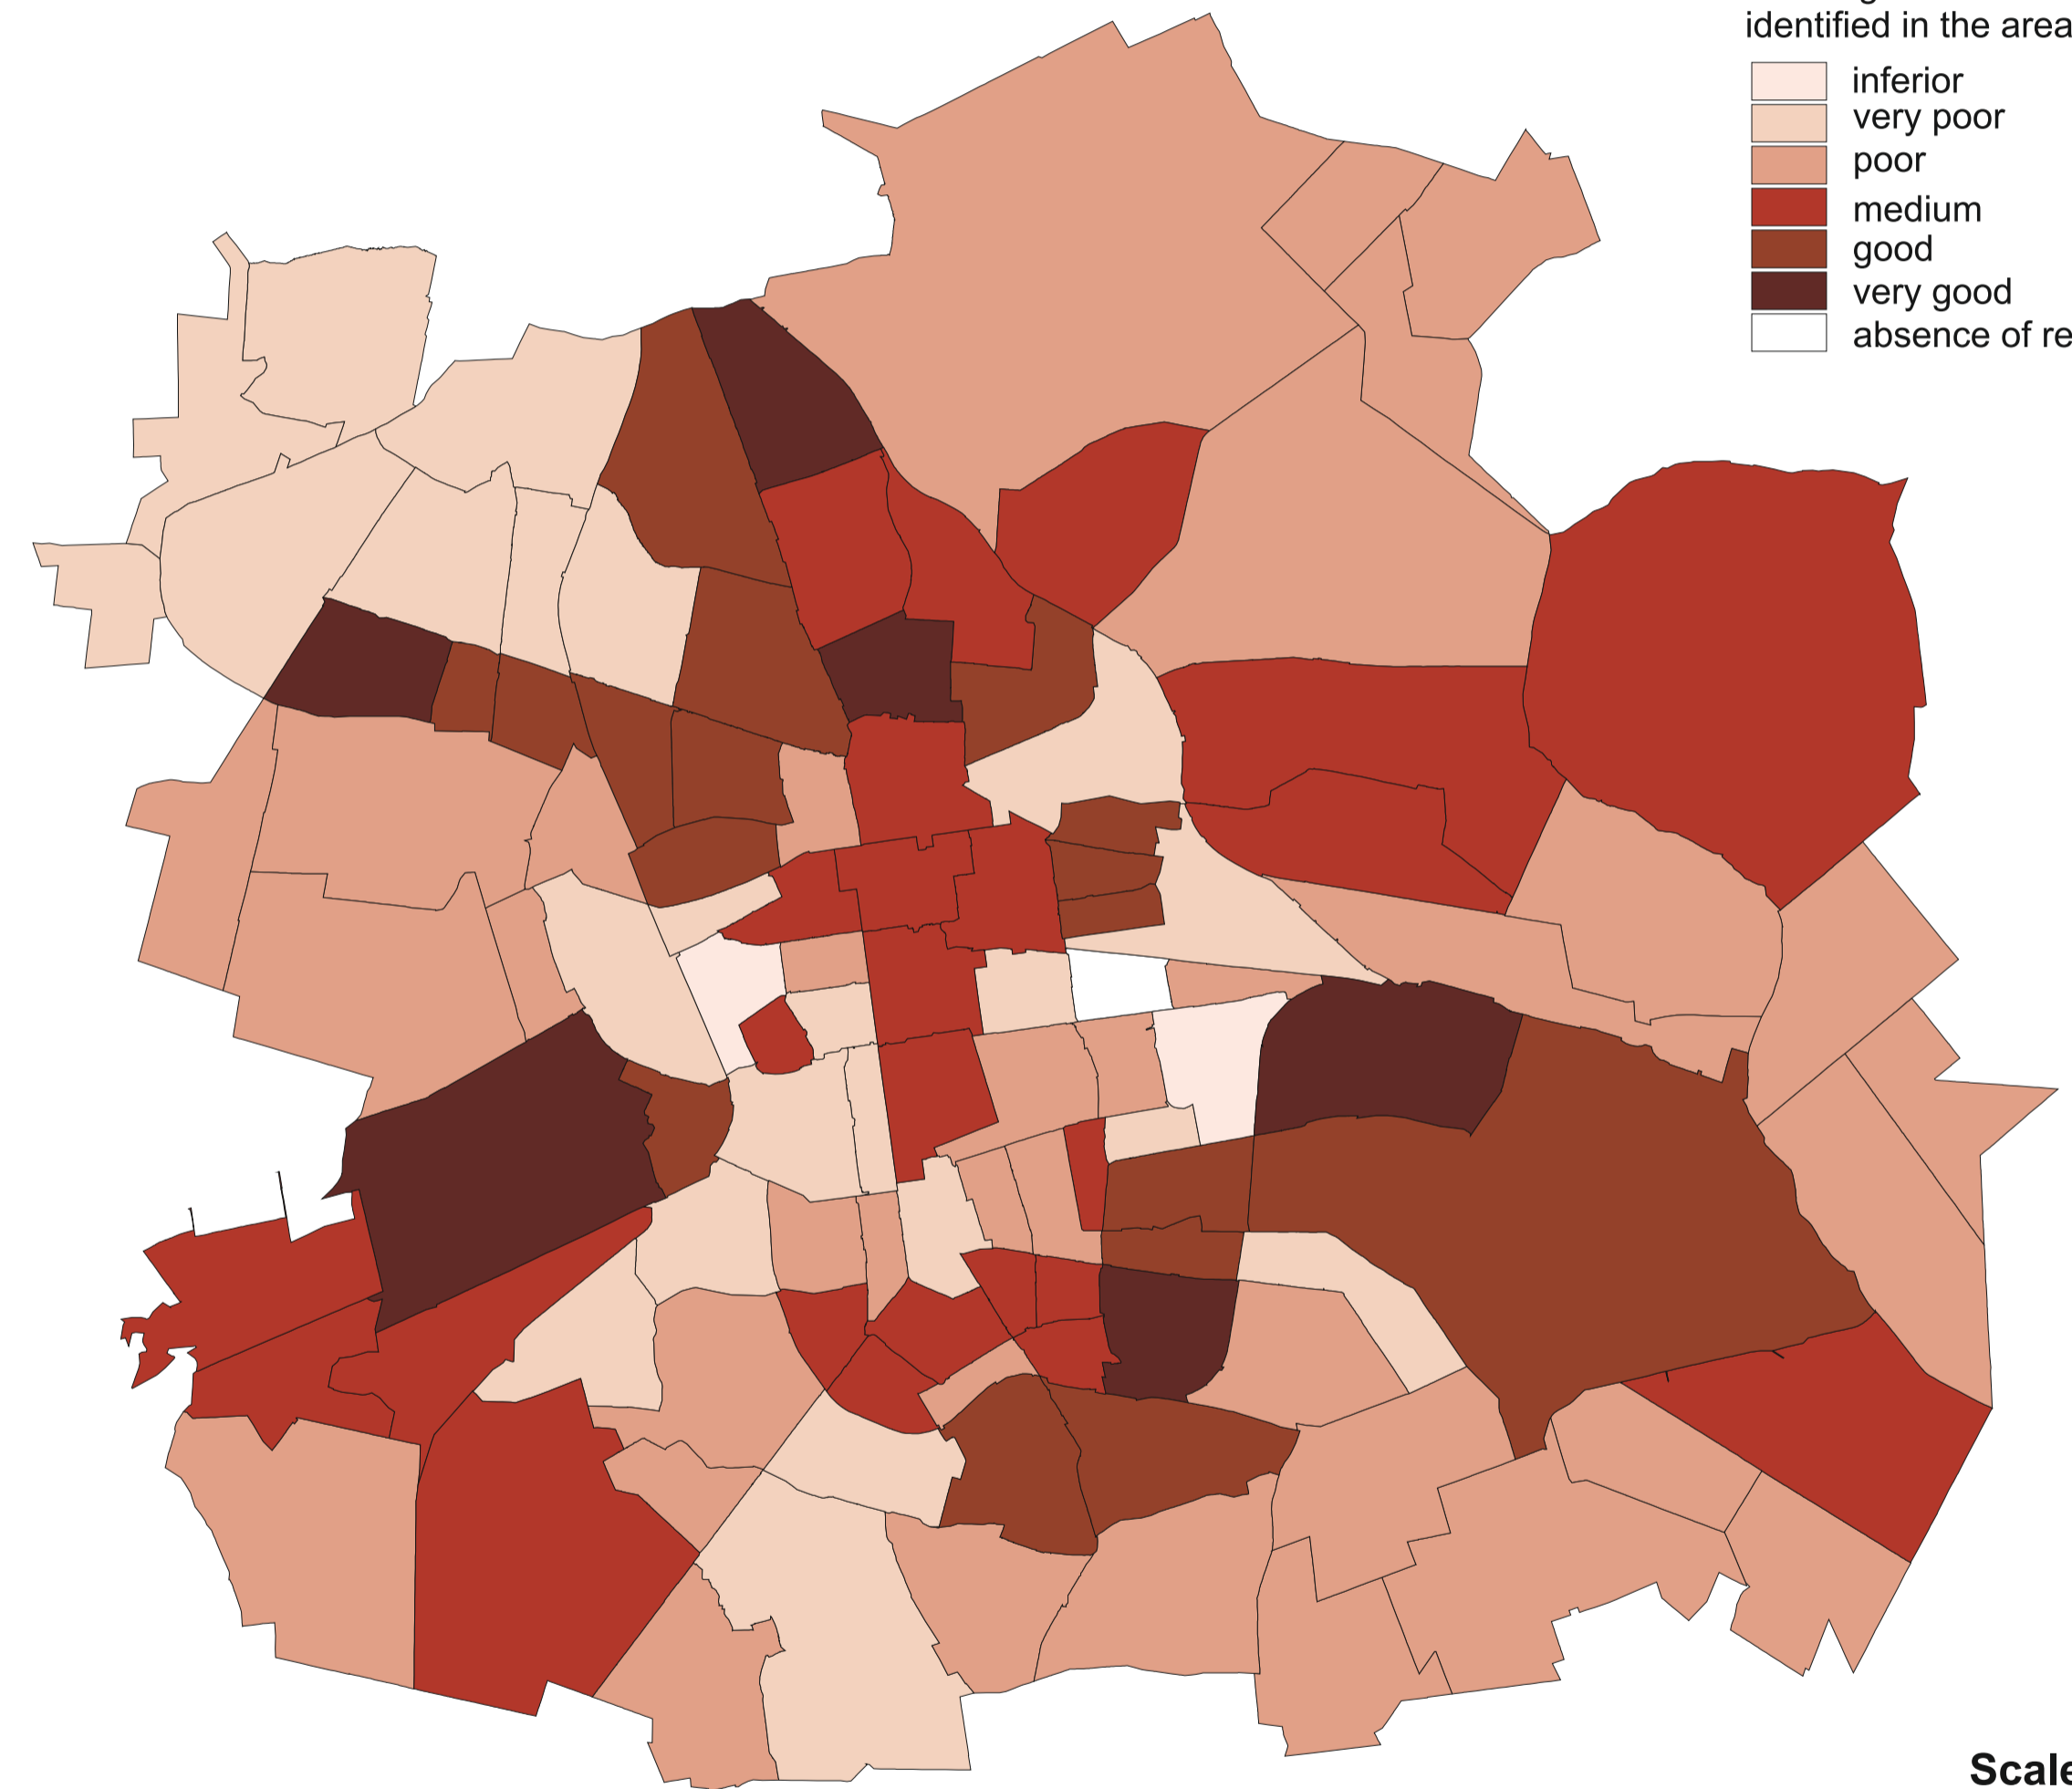 identified in the area
inferior
very poor
poor
medium
good
very good
absence of re
Scale